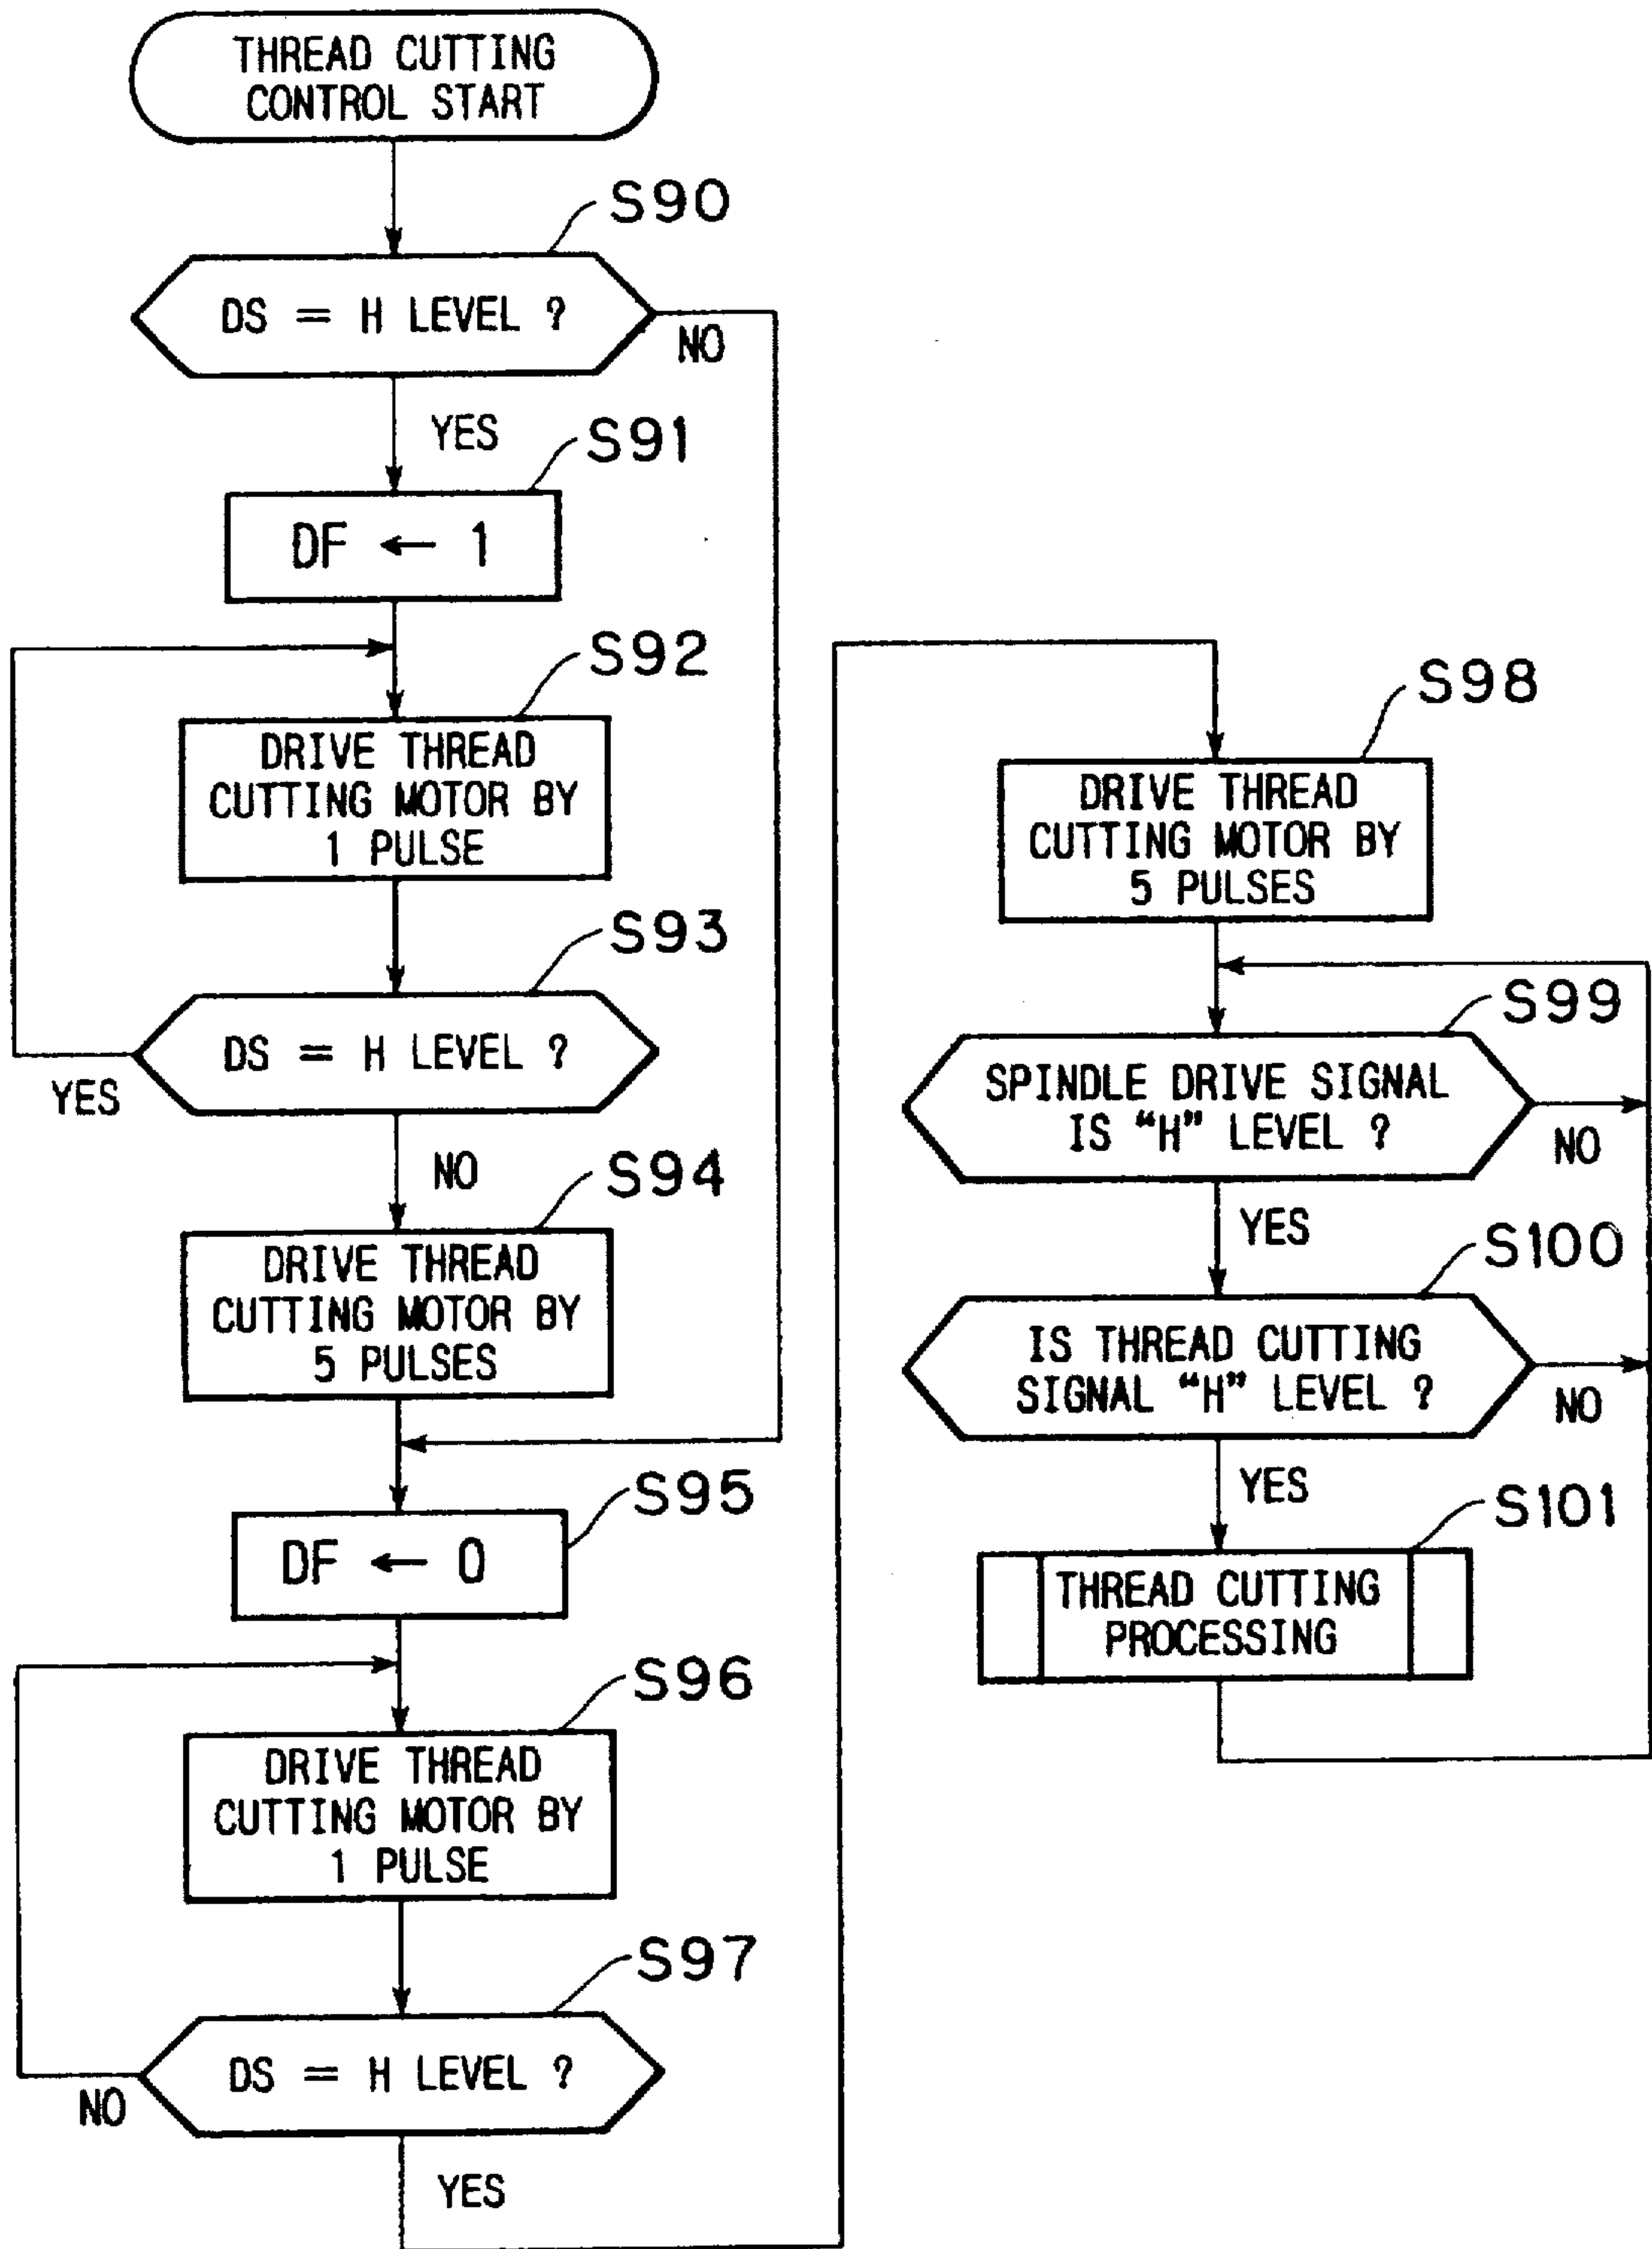 THREAD CUTTING
CONTROL START
S90
DS = H LEVEL ?
NO
YES
S91
DF ← 1
S92
DRIVE THREAD
CUTTING MOTOR BY
1 PULSE
S93
DS = H LEVEL ?
YES
NO
S94
DRIVE THREAD
CUTTING MOTOR BY
5 PULSES
S95
DF ← 0
S96
DRIVE THREAD
CUTTING MOTOR BY
1 PULSE
S97
DS = H LEVEL ?
NO
YES
S98
DRIVE THREAD
CUTTING MOTOR BY
5 PULSES
S99
SPINDLE DRIVE SIGNAL
IS “H” LEVEL ?
NO
YES
S100
IS THREAD CUTTING
SIGNAL “H” LEVEL ?
NO
YES
S101
THREAD CUTTING
PROCESSING